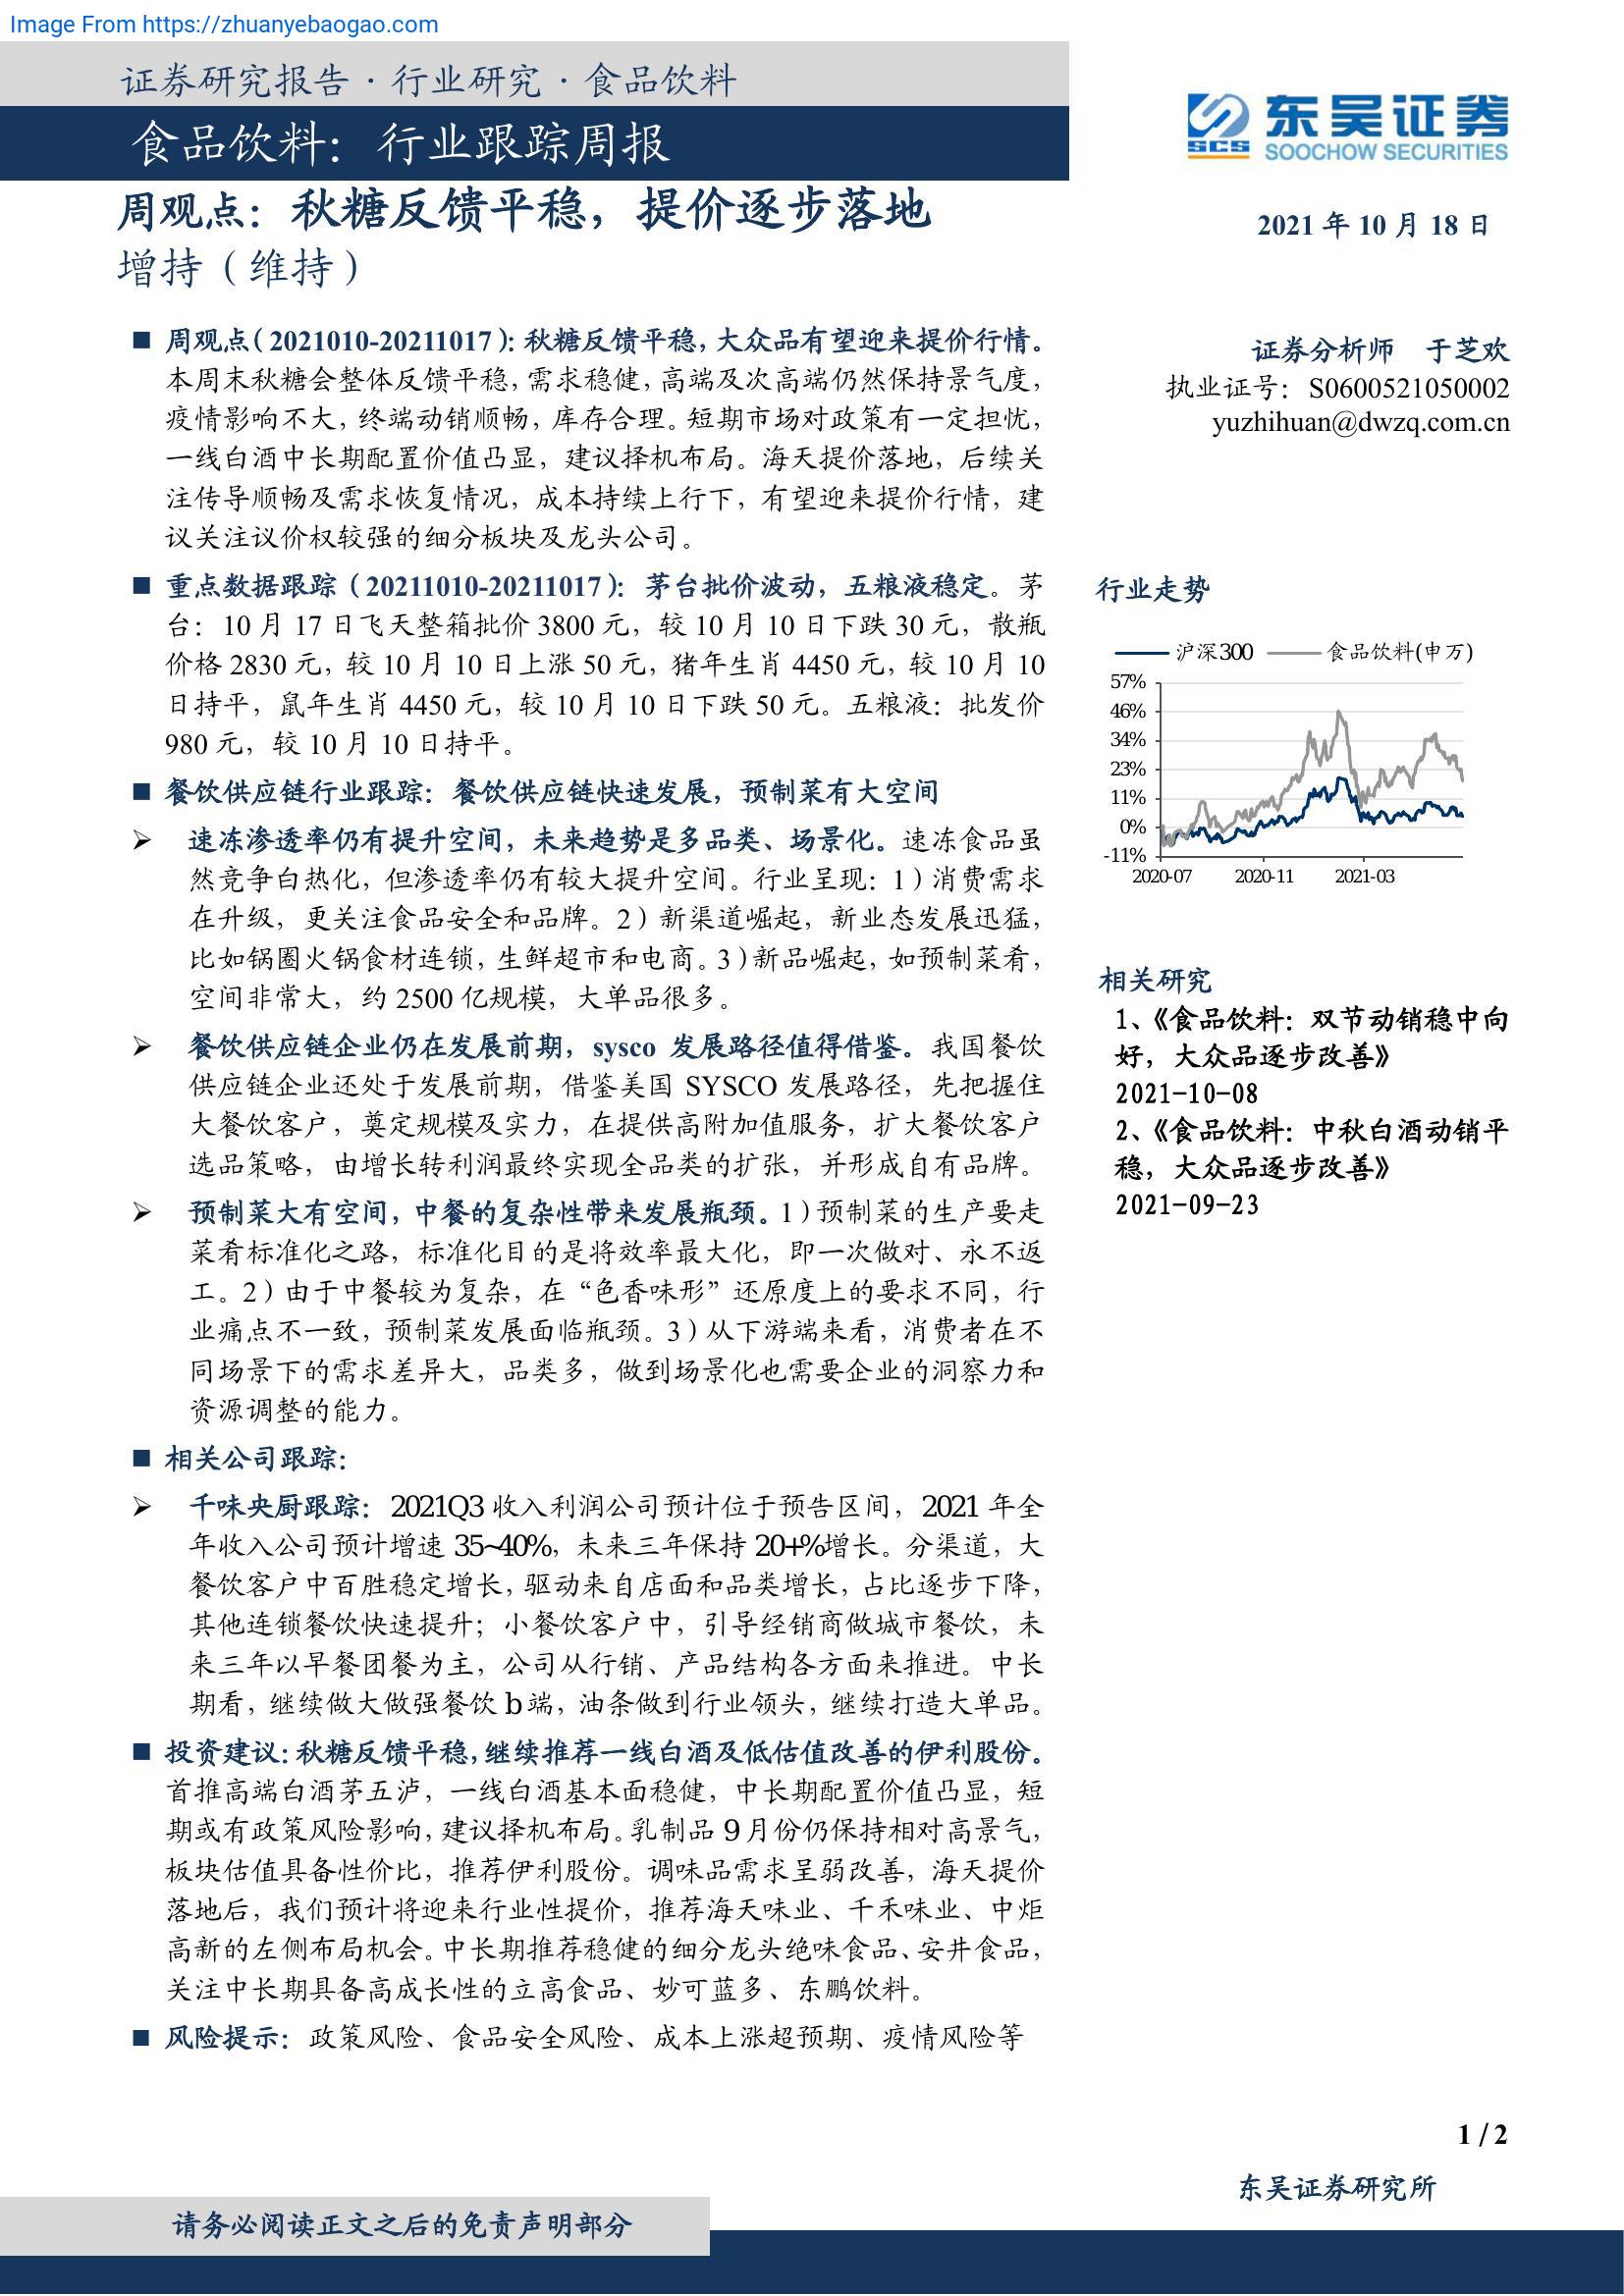 Image From https://zhuanyebaogao.com
证券研究报告·行业研究·食品饮料
食品饮料：行业跟踪周报
东吴证券
SCS
SOOCHOW SECURITIES
周观点：秋糖反馈平稳，提价逐步落地
增持（维持）
2021 年 10 月 18 日
■ 周观点（2021010-20211017）：秋糖反馈平稳，大众品有望迎来提价行情。
本周末秋糖会整体反馈平稳，需求稳健，高端及次高端仍然保持景气度，
疫情影响不大，终端动销顺畅，库存合理。短期市场对政策有一定担忧，
一线白酒中长期配置价值凸显，建议择机布局。海天提价落地，后续关
注传导顺畅及需求恢复情况，成本持续上行下，有望迎来提价行情，建
议关注议价权较强的细分板块及龙头公司。
■ 重点数据跟踪（20211010-20211017）：茅台批价波动，五粮液稳定。茅
台：10 月 17 日飞天整箱批价 3800 元，较 10 月 10 日下跌 30 元，散瓶
价格 2830 元，较 10 月 10 日上涨 50 元，猪年生肖 4450 元，较 10 月 10
日持平，鼠年生肖 4450 元，较 10 月 10 日下跌 50 元。五粮液：批发价
980 元，较 10 月 10 日持平。
■ 餐饮供应链行业跟踪：餐饮供应链快速发展，预制菜有大空间
➢ 速冻渗透率仍有提升空间，未来趋势是多品类、场景化。速冻食品虽
然竞争白热化，但渗透率仍有较大提升空间。行业呈现：1）消费需求
在升级，更关注食品安全和品牌。2）新渠道崛起，新业态发展迅猛，
比如锅圈火锅食材连锁，生鲜超市和电商。3）新品崛起，如预制菜肴，
空间非常大，约 2500 亿规模，大单品很多。
➢ 餐饮供应链企业仍在发展前期，sysco 发展路径值得借鉴。我国餐饮
供应链企业还处于发展前期，借鉴美国 SYSCO 发展路径，先把握住
大餐饮客户，奠定规模及实力，在提供高附加值服务，扩大餐饮客户
选品策略，由增长转利润最终实现全品类的扩张，并形成自有品牌。
➢ 预制菜大有空间，中餐的复杂性带来发展瓶颈。1）预制菜的生产要走
菜肴标准化之路，标准化目的是将效率最大化，即一次做对、永不返
工。2）由于中餐较为复杂，在“色香味形”还原度上的要求不同，行
业痛点不一致，预制菜发展面临瓶颈。3）从下游端来看，消费者在不
同场景下的需求差异大，品类多，做到场景化也需要企业的洞察力和
资源调整的能力。
■ 相关公司跟踪：
➢ 千味央厨跟踪：2021Q3 收入利润公司预计位于预告区间，2021 年全
年收入公司预计增速 35~40%，未来三年保持 20+%增长。分渠道，大
餐饮客户中百胜稳定增长，驱动来自店面和品类增长，占比逐步下降，
其他连锁餐饮快速提升；小餐饮客户中，引导经销商做城市餐饮，未
来三年以早餐团餐为主，公司从行销、产品结构各方面来推进。中长
期看，继续做大做强餐饮 b 端，油条做到行业领头，继续打造大单品。
■ 投资建议：秋糖反馈平稳，继续推荐一线白酒及低估值改善的伊利股份。
首推高端白酒茅五泸，一线白酒基本面稳健，中长期配置价值凸显，短
期或有政策风险影响，建议择机布局。乳制品 9 月份仍保持相对高景气，
板块估值具备性价比，推荐伊利股份。调味品需求呈弱改善，海天提价
落地后，我们预计将迎来行业性提价，推荐海天味业、千禾味业、中炬
高新的左侧布局机会。中长期推荐稳健的细分龙头绝味食品、安井食品，
关注中长期具备高成长性的立高食品、妙可蓝多、东鹏饮料。
■ 风险提示：政策风险、食品安全风险、成本上涨超预期、疫情风险等
证券分析师 于芝欢
执业证号：S0600521050002
yuzhihuan@dwzq.com.cn
行业走势
沪深300 食品饮料(申万)
57%
46%
34%
23%
11%
0%
-11%
2020-07 2020-11 2021-03
相关研究
1、《食品饮料：双节动销稳中向
好，大众品逐步改善》
2021-10-08
2、《食品饮料：中秋白酒动销平
稳，大众品逐步改善》
2021-09-23
1 / 2
东吴证券研究所
请务必阅读正文之后的免责声明部分